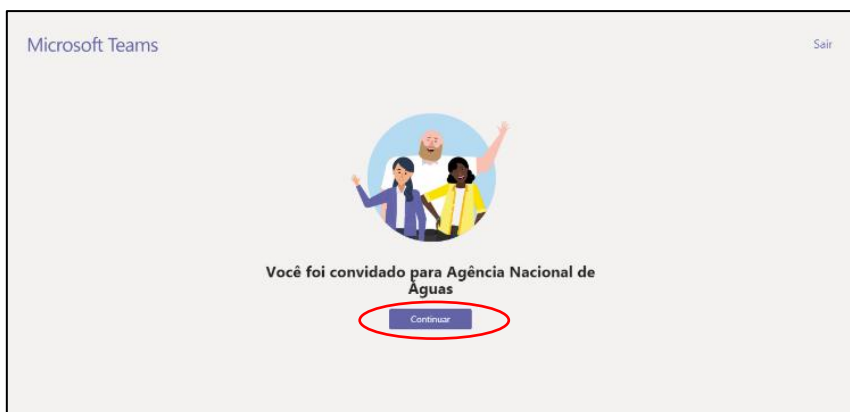 Microsoft Teams
Sair
Você foi convidado para Agência Nacional de
Águas
Continuar